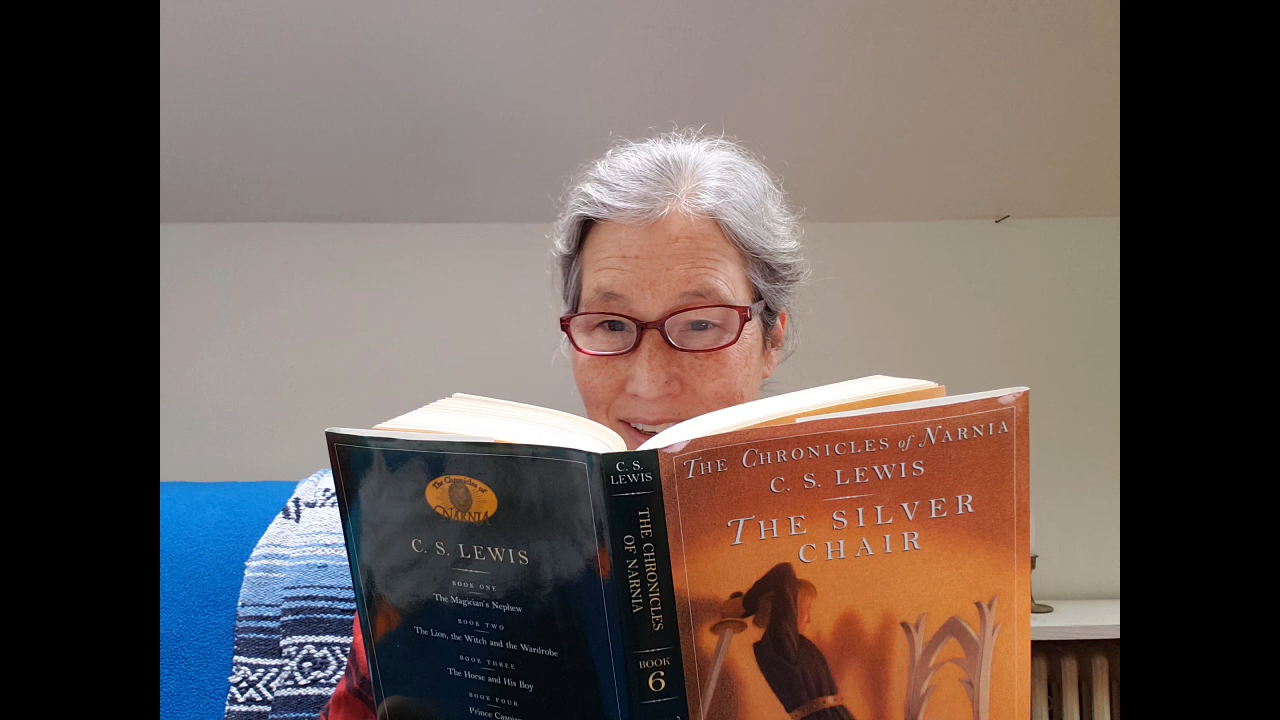 The Chronicles of
NARNIA
C. S. LEWIS
BOOK ONE
The Magician's Nephew
BOOK TWO
The Lion, the Witch and the Wardrobe
BOOK THREE
The Horse and His Boy
BOOK FOUR
Prince
C. S.
LEWIS
THE CHRONICLES
OF NARNIA
BOOK
6
THE CHRONICLES of NARNIA
C. S. LEWIS
THE SILVER
CHAIR